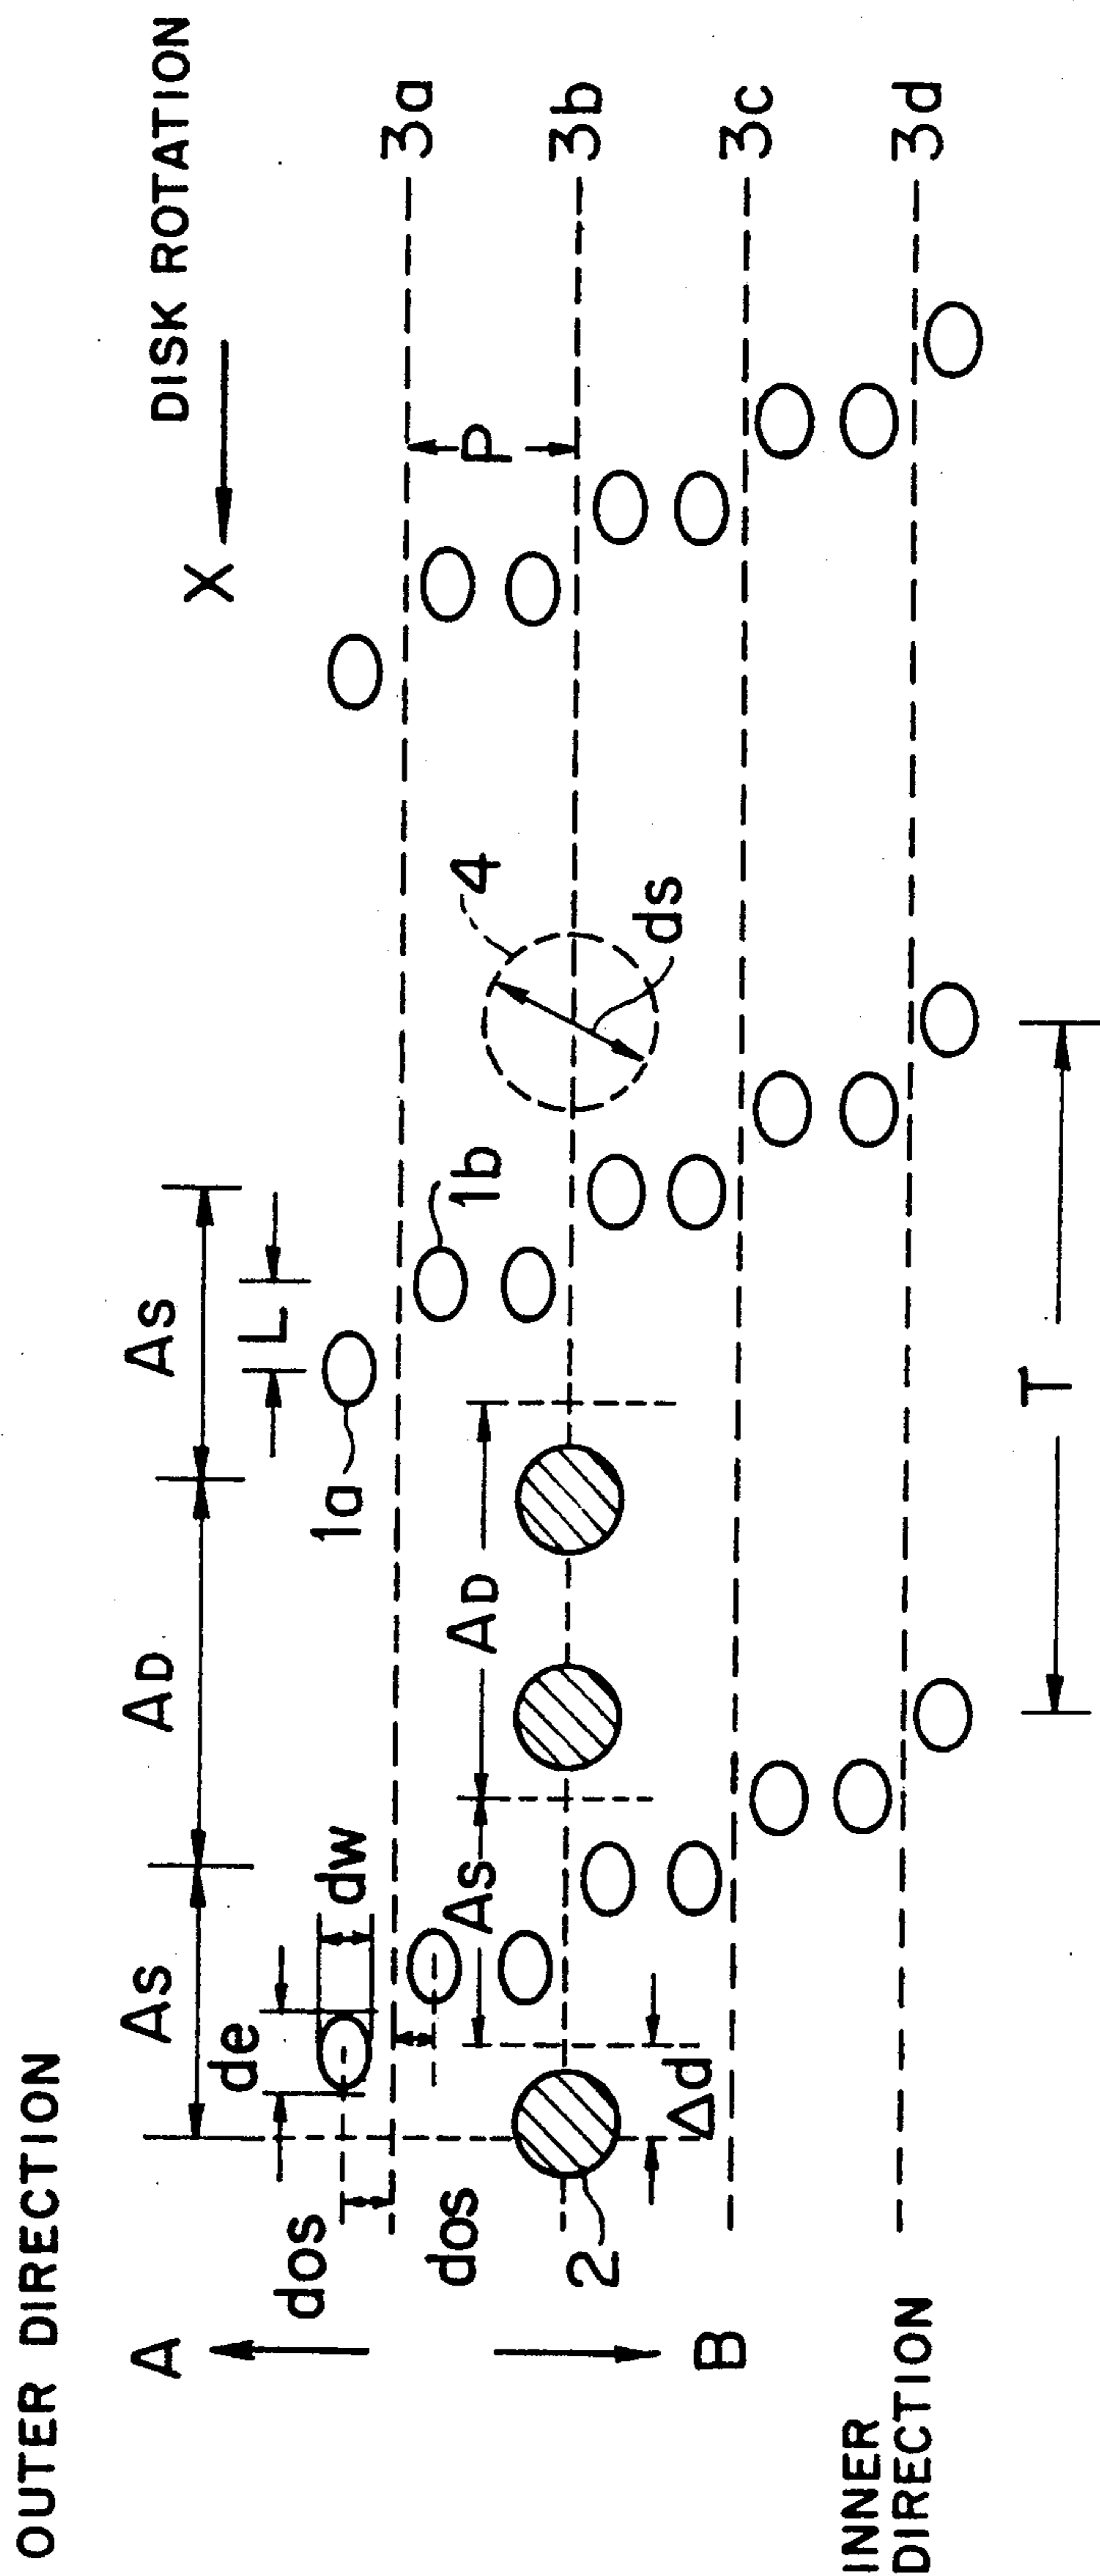 OUTER DIRECTION
DISK ROTATION
X
A
As
AD
As
de
dw
L
1a
1b
dos
dos
As
AD
4
ds
P
3a
3b
2
Δd
B
3c
3d
T
INNER
DIRECTION